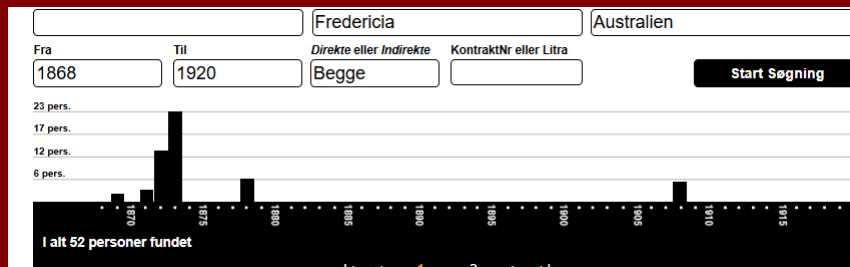 Fredericia Australien
Fra Til Direkte eller Indirekte KontraktNr eller Litra
1868 1920 Begge Start Søgning
23 pers.
17 pers.
12 pers.
6 pers.
1870 1875 1880 1885 1890 1895 1900 1905 1910 1915
I alt 52 personer fundet